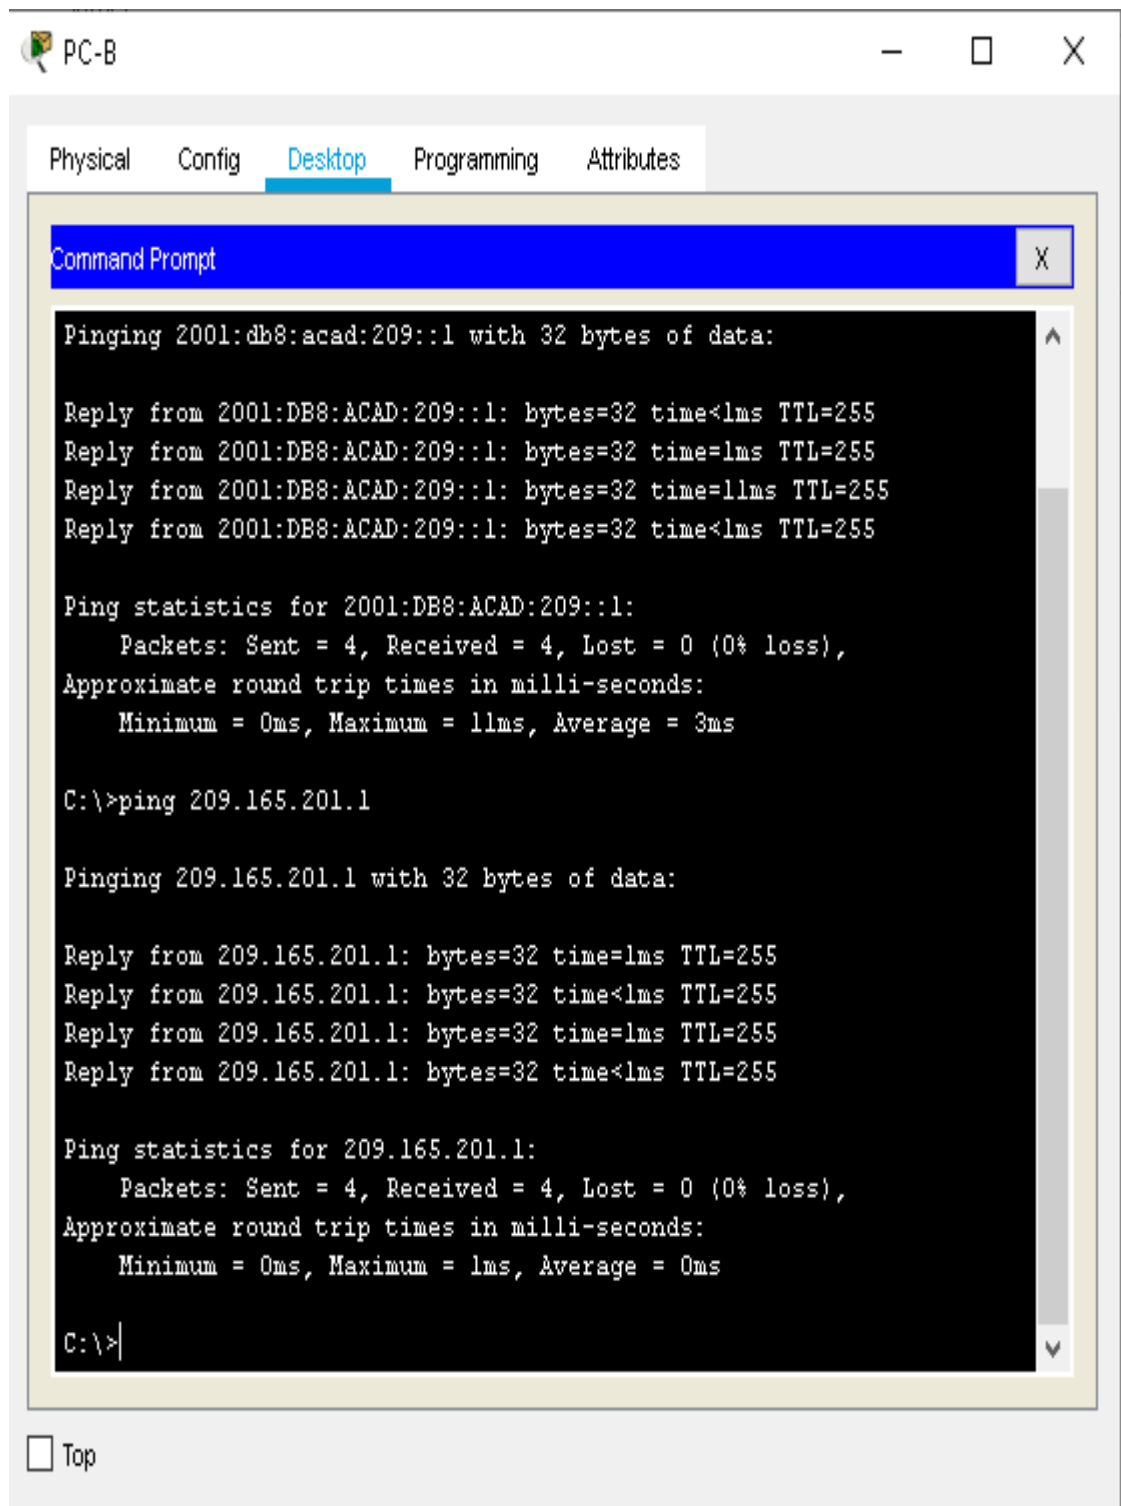 PC-B
Physical Config Desktop Programming Attributes
Command Prompt X
Pinging 2001:db8:acad:209::1 with 32 bytes of data:
Reply from 2001:DB8:ACAD:209::1: bytes=32 time<1ms TTL=255
Reply from 2001:DB8:ACAD:209::1: bytes=32 time=1ms TTL=255
Reply from 2001:DB8:ACAD:209::1: bytes=32 time=11ms TTL=255
Reply from 2001:DB8:ACAD:209::1: bytes=32 time<1ms TTL=255
Ping statistics for 2001:DB8:ACAD:209::1:
Packets: Sent = 4, Received = 4, Lost = 0 (0% loss),
Approximate round trip times in milli-seconds:
Minimum = 0ms, Maximum = 11ms, Average = 3ms
C:\>ping 209.165.201.1
Pinging 209.165.201.1 with 32 bytes of data:
Reply from 209.165.201.1: bytes=32 time=1ms TTL=255
Reply from 209.165.201.1: bytes=32 time<1ms TTL=255
Reply from 209.165.201.1: bytes=32 time=1ms TTL=255
Reply from 209.165.201.1: bytes=32 time<1ms TTL=255
Ping statistics for 209.165.201.1:
Packets: Sent = 4, Received = 4, Lost = 0 (0% loss),
Approximate round trip times in milli-seconds:
Minimum = 0ms, Maximum = 1ms, Average = 0ms
C:\>
Top